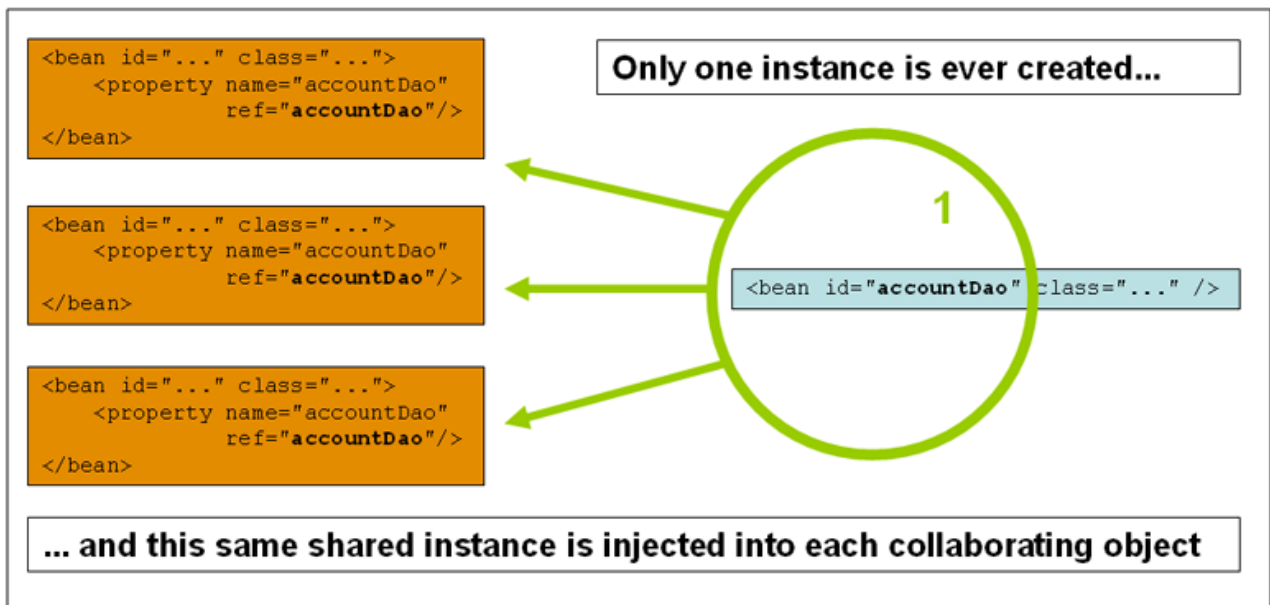 <bean id="..." class="...">
    <property name="accountDao"
              ref="accountDao"/>
</bean>
Only one instance is ever created...
<bean id="..." class="...">
    <property name="accountDao"
              ref="accountDao"/>
</bean>
1
<bean id="accountDao" class="..." />
<bean id="..." class="...">
    <property name="accountDao"
              ref="accountDao"/>
</bean>
... and this same shared instance is injected into each collaborating object